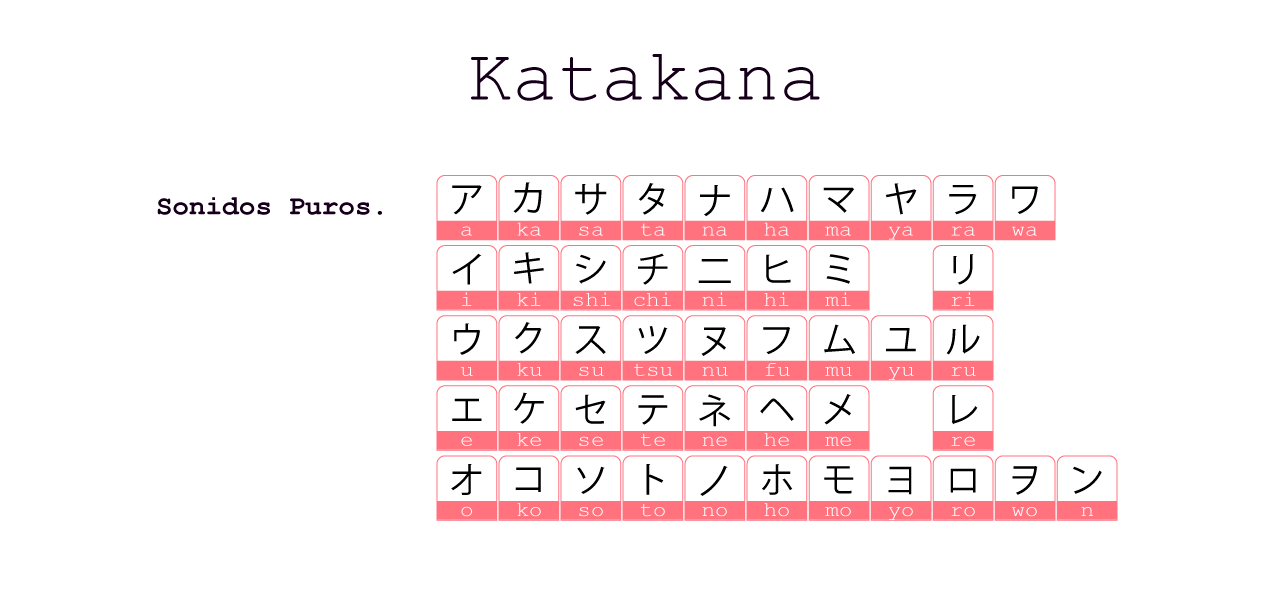 Katakana
Sonidos Puros.
ア カ サ タ ナ ハ マ ヤ ラ ワ
a ka sa ta na ha ma ya ra wa
イ キ シ チ ニ ヒ ミ リ
i ki shi chi ni hi mi ri
ウ ク ス ツ ヌ フ ム ユ ル
u ku su tsu nu fu mu yu ru
エ ケ セ テ ネ ヘ メ レ
e ke se te ne he me re
オ コ ソ ト ノ ホ モ ヨ ロ ヲ ン
o ko so to no ho mo yo ro wo n